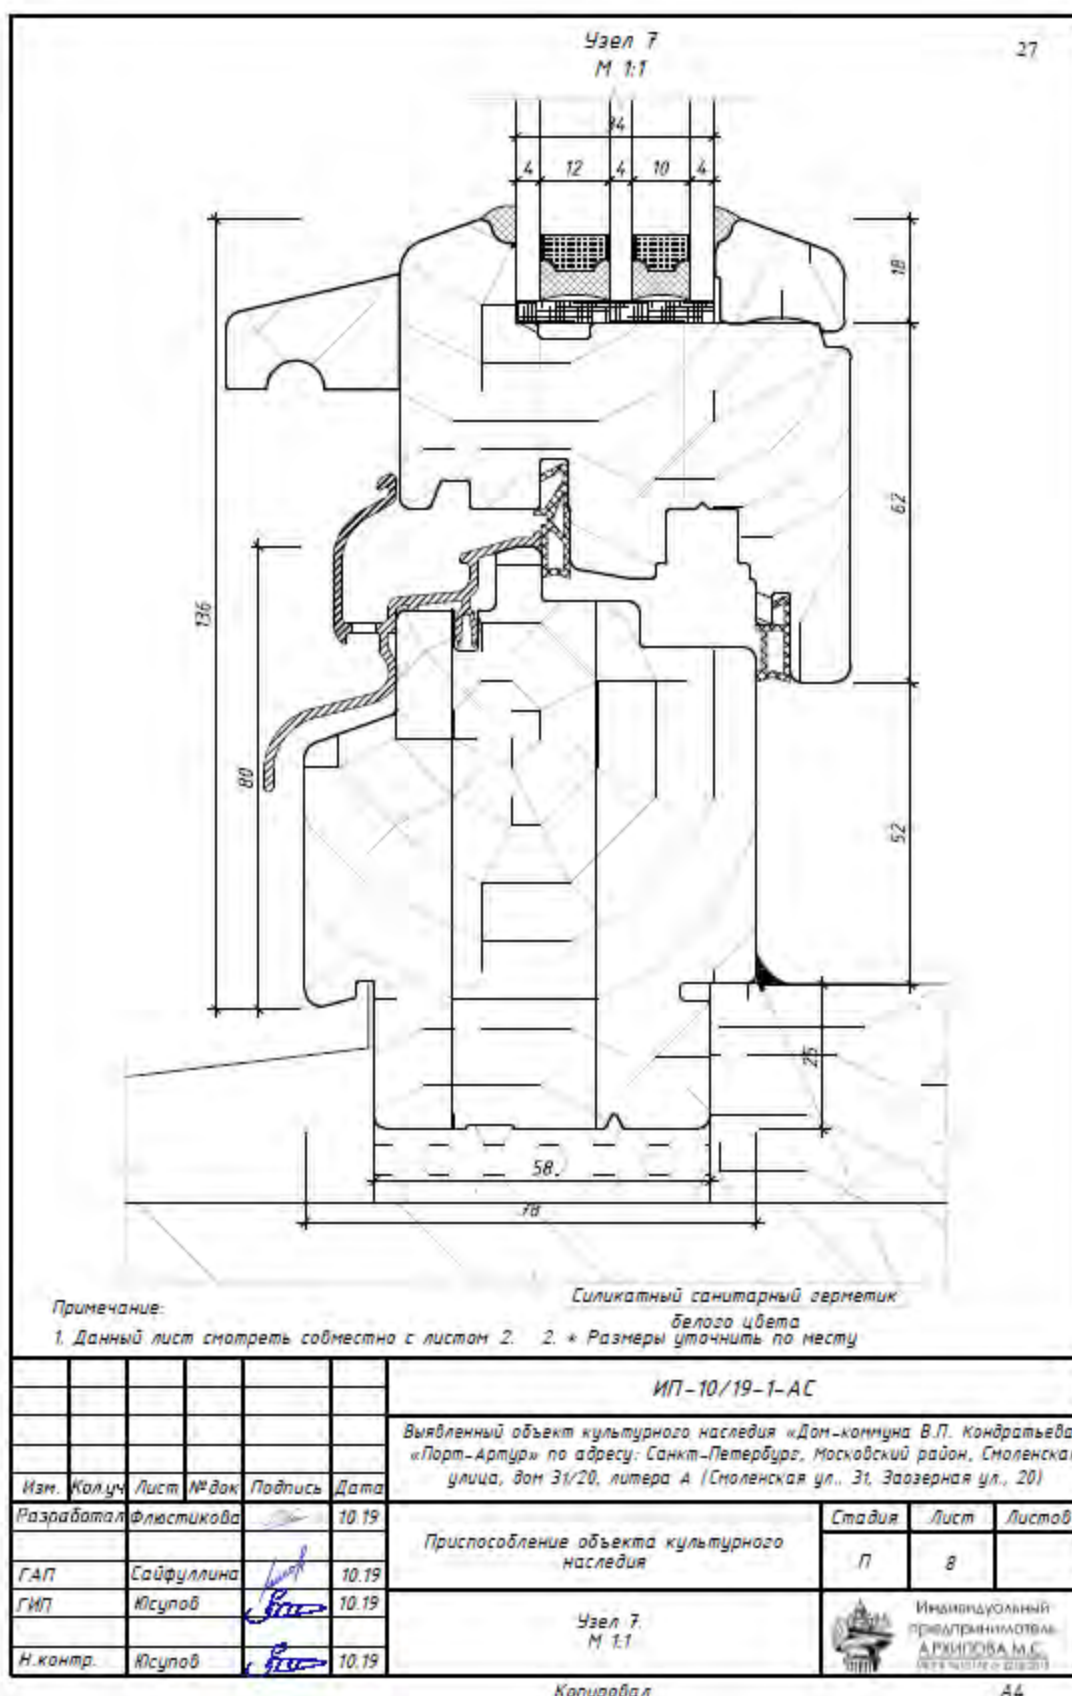 Узел 7
М 1:1
27
34
4 12 4 10 4
18
62
136
80
52
25
58
78
Силикатный санитарный герметик
белого цвета
Примечание:
1. Данный лист смотреть совместно с листом 2. 2. * Размеры уточнить по месту
ИП-10/19-1-АС
Выявленный объект культурного наследия «Дом-коммуна В.П. Кондратьева
«Порт-Артур» по адресу: Санкт-Петербург, Московский район, Смоленская
улица, дом 31/20, литера А (Смоленская ул., 31, Заозерная ул., 20)
Изм. Кол.уч Лист №док Подпись Дата
Разработал Флюстикова 10.19
ГАП Сайфуллина 10.19
ГИП Юсупов 10.19
Н.контр. Юсупов 10.19
Приспособление объекта культурного
наследия
Стадия Лист Листов
П 8
Узел 7.
М 1:1
Индивидуальный
предприниматель
АРХИПОВА М.С.
Копировал А4